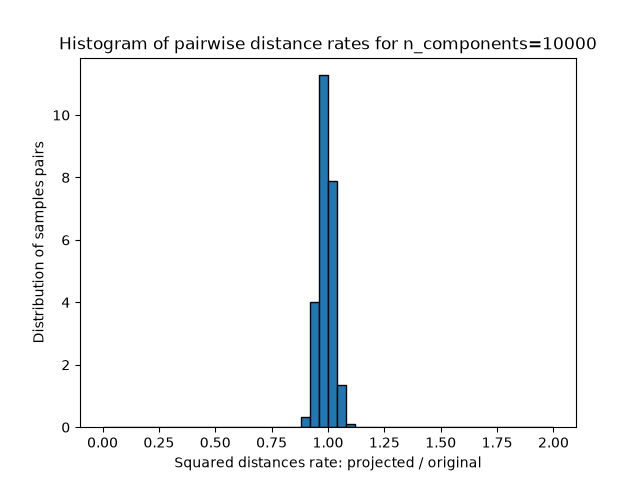 Histogram of pairwise distance rates for n_components=10000
Distribution of samples pairs
10
8
6
4
2
0
0.00 0.25 0.50 0.75 1.00 1.25 1.50 1.75 2.00
Squared distances rate: projected / original